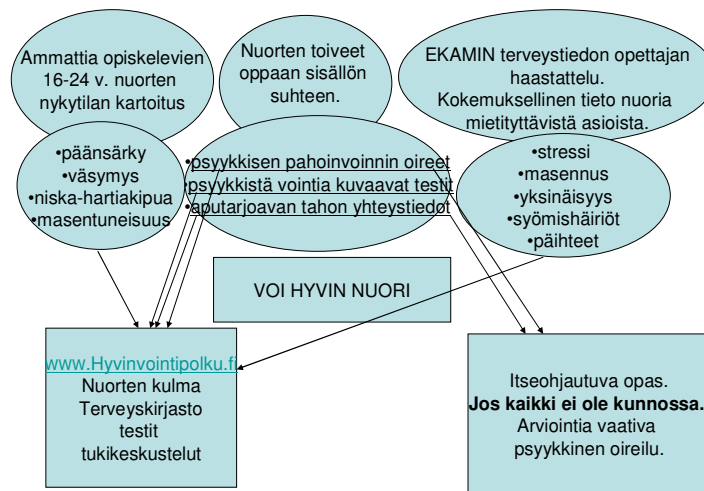 Ammattia opiskelevien
16-24 v. nuorten
nykytilan kartoitus
Nuorten toiveet
oppaan sisällön
suhteen.
EKAMIN terveystiedon opettajan
haastattelu.
Kokemuksellinen tieto nuoria
mietityttävistä asioista.
•päänsärky
•väsymys
•niska-hartiakipua
•masentuneisuus
•psyykkisen pahoinvoinnin oireet
•psyykkistä vointia kuvaavat testit
•aputarjoavan tahon yhteystiedot
•stressi
•masennus
•yksinäisyys
•syömishäiriöt
•päihteet
VOI HYVIN NUORI
www.Hyvinvointipolku.fi
Nuorten kulma
Terveyskirjasto
testit
tukikeskustelut
Itseohjautuva opas.
Jos kaikki ei ole kunnossa.
Arviointia vaativa
psyykkinen oireilu.